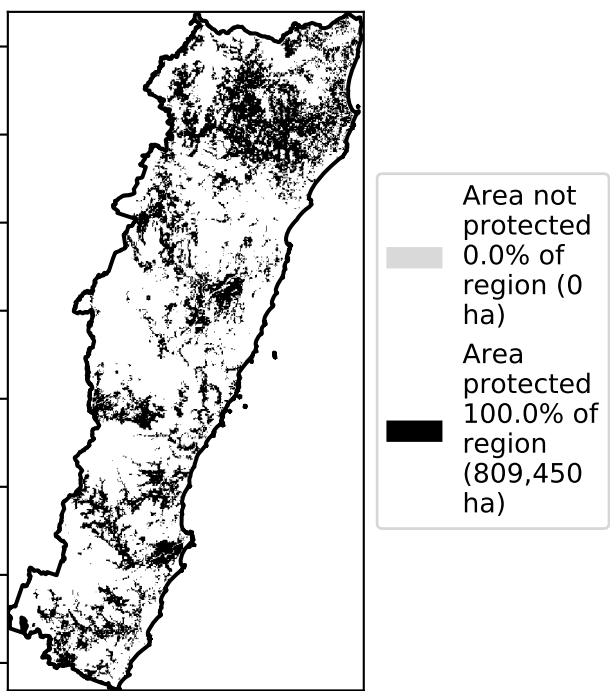 Area not
protected
0.0% of
region (0
ha)
Area
protected
100.0% of
region
(809,450
ha)